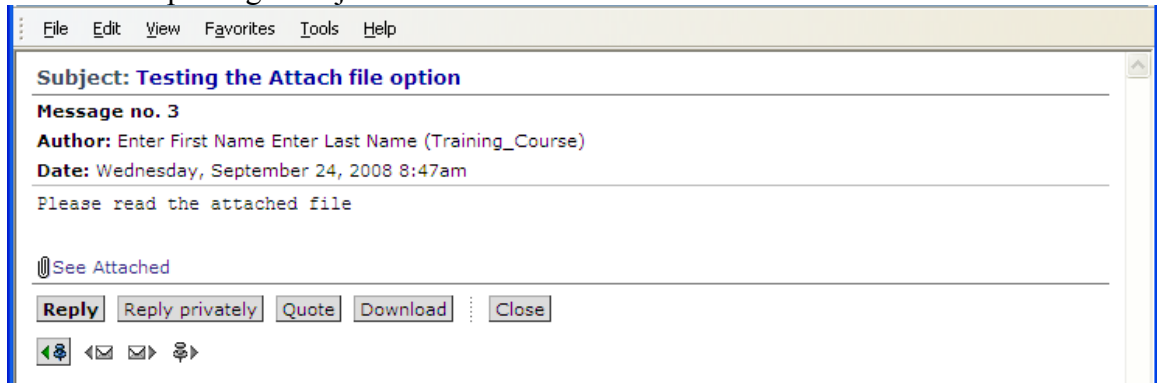 File Edit View Favorites Tools Help
Subject: Testing the Attach file option
Message no. 3
Author: Enter First Name Enter Last Name (Training_Course)
Date: Wednesday, September 24, 2008 8:47am
Please read the attached file
See Attached
Reply Reply privately Quote Download Close